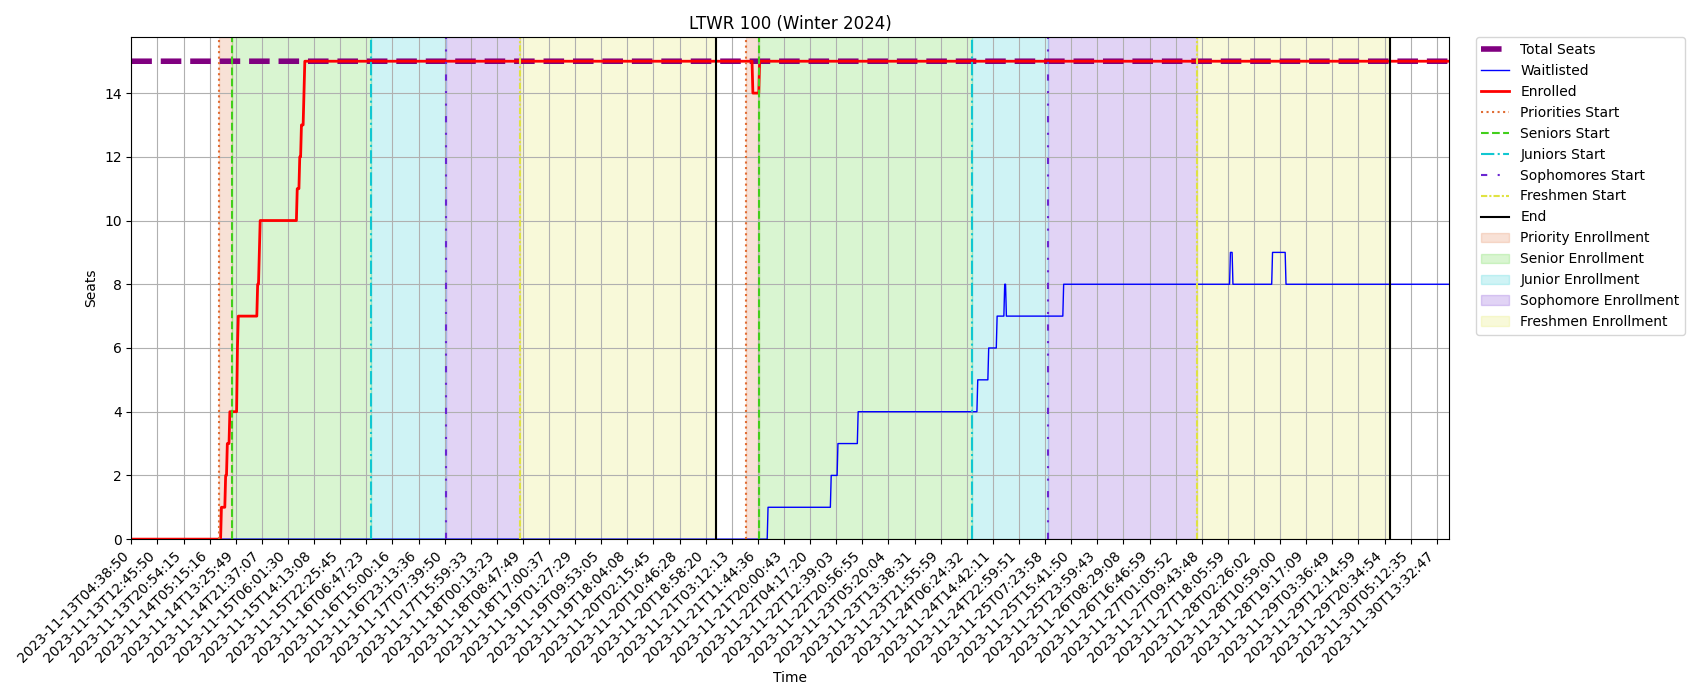 LTWR 100 (Winter 2024)
Seats
14
12
10
8
6
4
2
0
2023-11-13T04:38:50
2023-11-13T12:45:50
2023-11-13T20:54:15
2023-11-14T05:15:16
2023-11-14T13:25:49
2023-11-14T21:37:07
2023-11-15T06:01:30
2023-11-15T14:13:08
2023-11-15T22:25:45
2023-11-16T06:47:23
2023-11-16T15:00:16
2023-11-16T23:13:36
2023-11-17T07:39:50
2023-11-17T15:59:33
2023-11-18T00:13:23
2023-11-18T08:47:49
2023-11-18T17:00:37
2023-11-19T01:27:29
2023-11-19T09:53:05
2023-11-19T18:04:08
2023-11-20T02:15:45
2023-11-20T10:46:28
2023-11-20T18:58:20
2023-11-21T03:12:13
2023-11-21T11:44:36
2023-11-21T20:00:43
2023-11-22T04:17:20
2023-11-22T12:39:03
2023-11-22T20:56:55
2023-11-23T05:20:04
2023-11-23T13:38:31
2023-11-23T21:55:59
2023-11-24T06:24:32
2023-11-24T14:42:11
2023-11-24T22:59:51
2023-11-25T07:23:58
2023-11-25T15:41:50
2023-11-25T23:59:43
2023-11-26T08:29:08
2023-11-26T16:46:59
2023-11-27T01:05:52
2023-11-27T09:43:48
2023-11-27T18:05:59
2023-11-28T02:26:02
2023-11-28T10:59:00
2023-11-28T19:17:09
2023-11-29T03:36:49
2023-11-29T12:14:59
2023-11-29T20:34:54
2023-11-30T05:12:35
2023-11-30T13:32:47
Time
Total Seats
Waitlisted
Enrolled
Priorities Start
Seniors Start
Juniors Start
Sophomores Start
Freshmen Start
End
Priority Enrollment
Senior Enrollment
Junior Enrollment
Sophomore Enrollment
Freshmen Enrollment